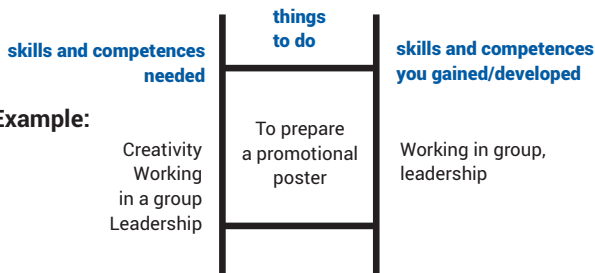 things
to do
skills and competences
needed
skills and competences
you gained/developed
Example:
Creativity
Working
in a group
Leadership
To prepare
a promotional
poster
Working in group,
leadership